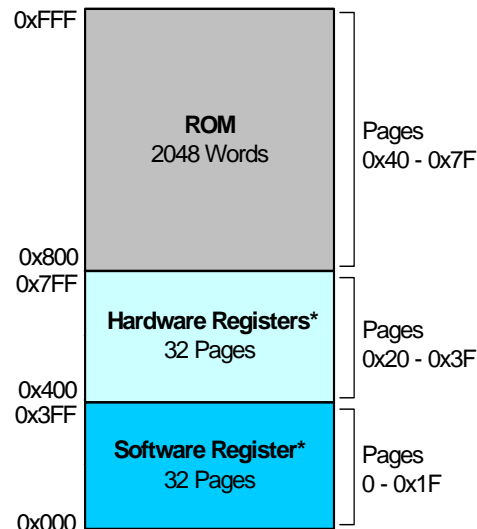 0xFFF
ROM
2048 Words
Pages
0x40 - 0x7F
0x800
0x7FF
Hardware Registers*
32 Pages
Pages
0x20 - 0x3F
0x400
0x3FF
Software Register*
32 Pages
Pages
0 - 0x1F
0x000